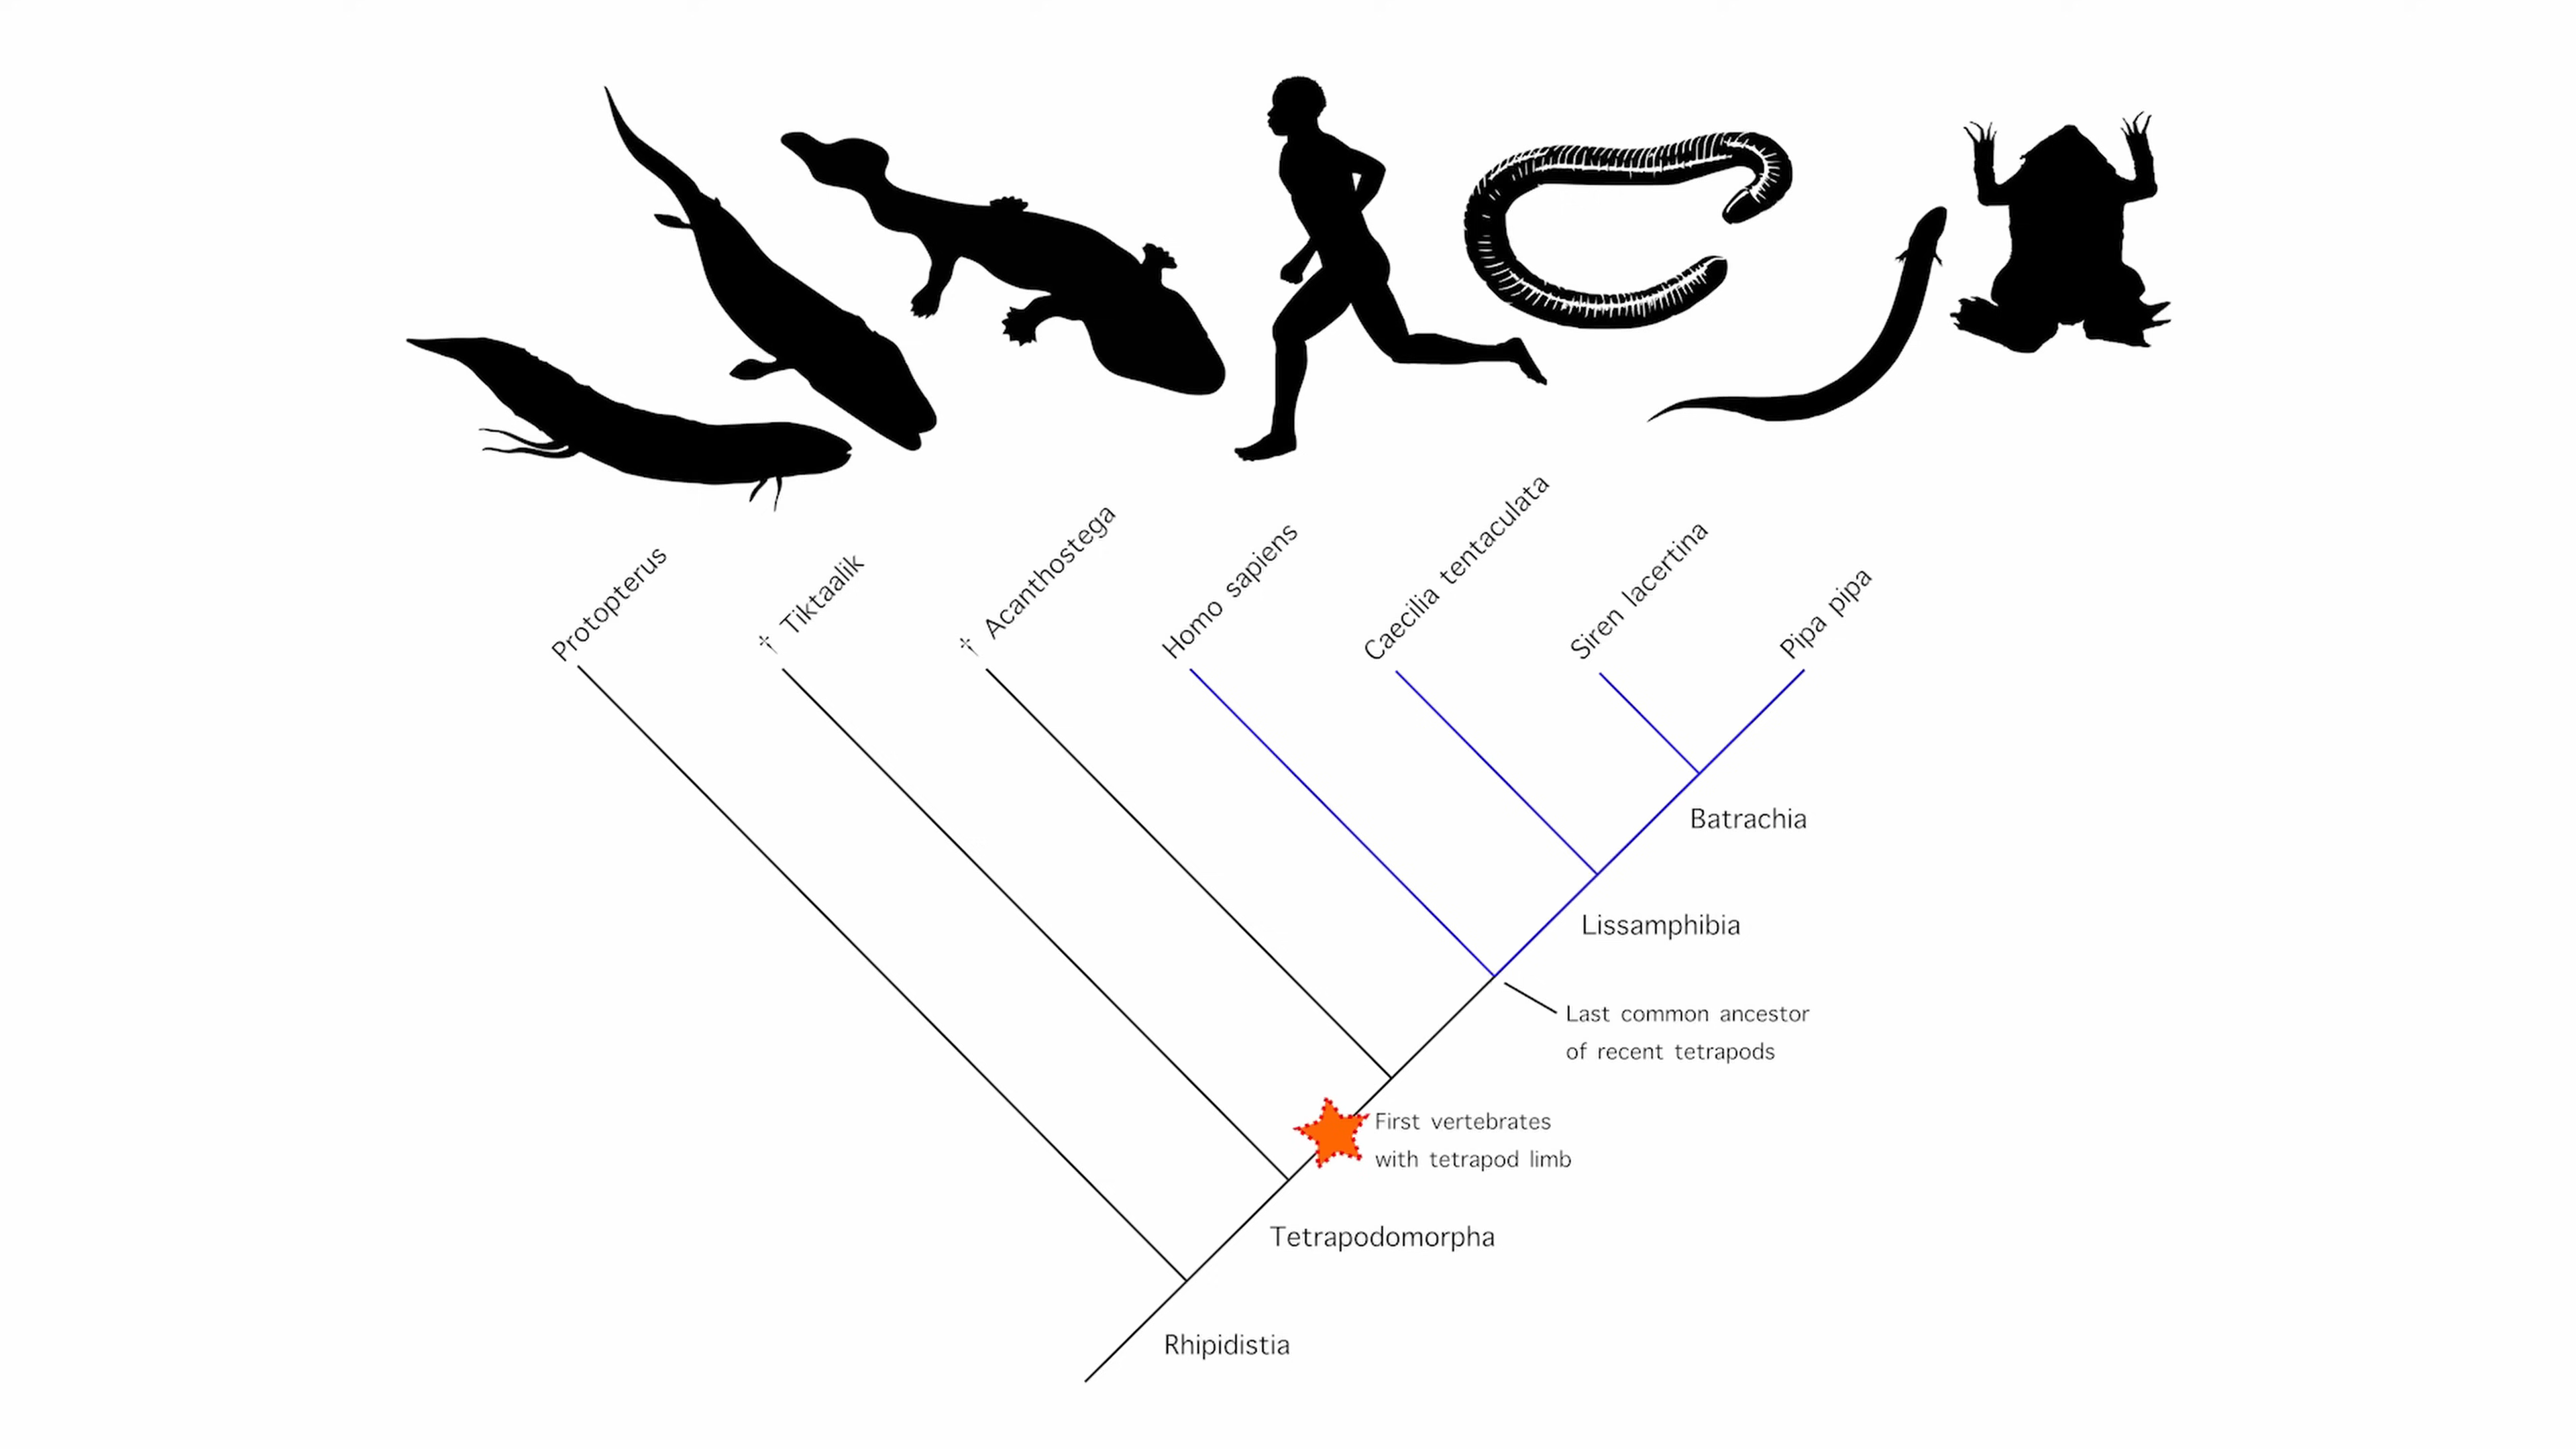 Protopterus
† Tiktaalik
† Acanthostega
Homo sapiens
Caecilia tentaculata
Siren lacertina
Pipa pipa
Batrachia
Lissamphibia
Last common ancestor
of recent tetrapods
First vertebrates
with tetrapod limb
Tetrapodomorpha
Rhipidistia